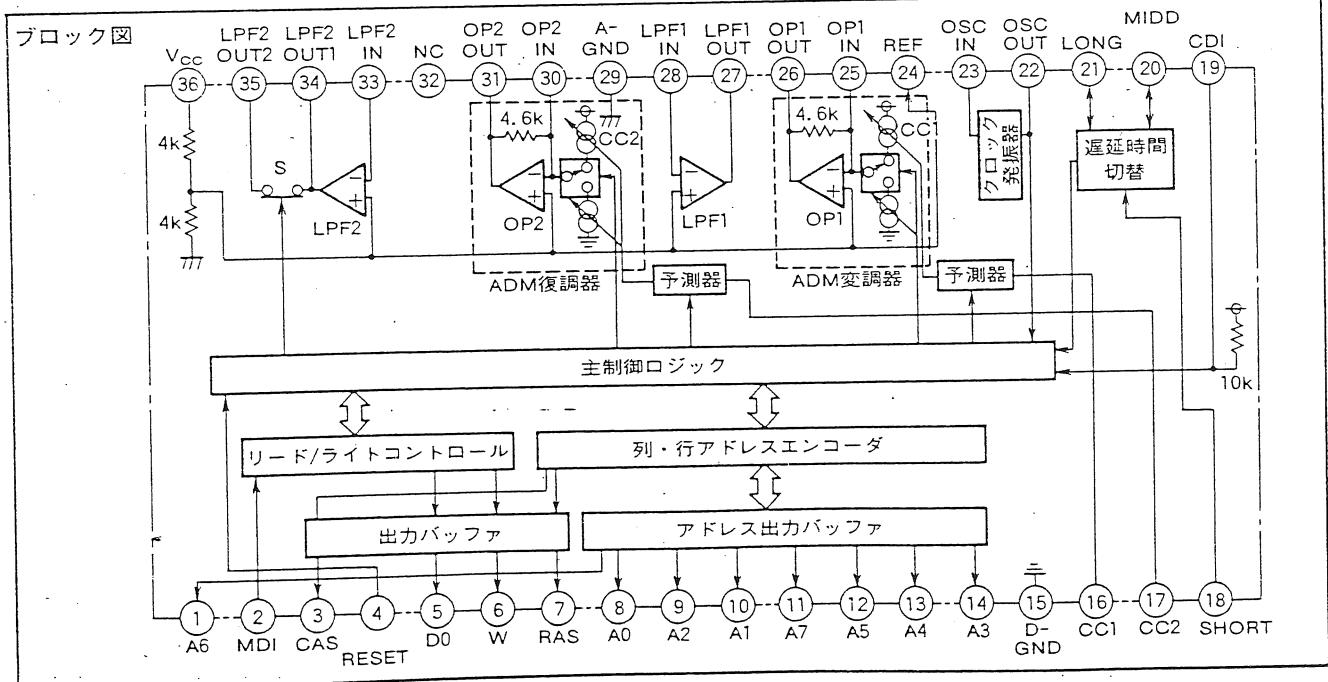 ブロック図
VCC
LPF2 OUT2
LPF2 OUT1
LPF2 IN
NC
OP2 OUT
OP2 IN
A-GND
LPF1 IN
LPF1 OUT
OP1 OUT
OP1 IN
REF
OSC IN
OSC OUT
LONG
MIDD
CDI
36 35 34 33 32 31 30 29 28 27 26 25 24 23 22 21 20 19
4k
4k
S
- +
LPF2
4.6k
CC2
- +
OP2
ADM復調器
- +
LPF1
4.6k
CC1
- +
OP1
ADM変調器
クロック発振器
遅延時間切替
予測器
予測器
10k
主制御ロジック
リード/ライトコントロール
列・行アドレスエンコーダ
出力バッファ
アドレス出力バッファ
1 2 3 4 5 6 7 8 9 10 11 12 13 14 15 16 17 18
A6 MDI CAS RESET D0 W RAS A0 A2 A1 A7 A5 A4 A3 D-GND CC1 CC2 SHORT